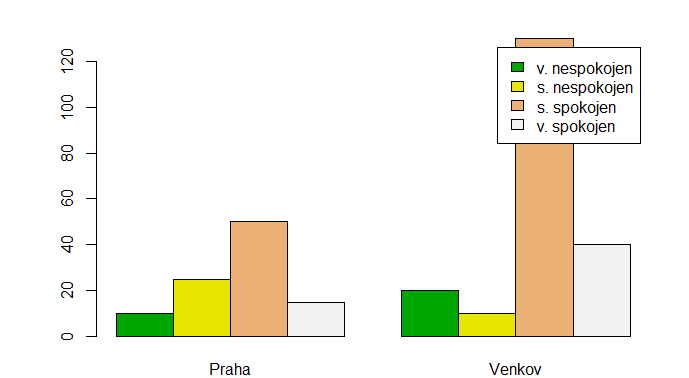 120
100
80
60
40
20
0
v. nespokojen
s. nespokojen
s. spokojen
v. spokojen
Praha
Venkov